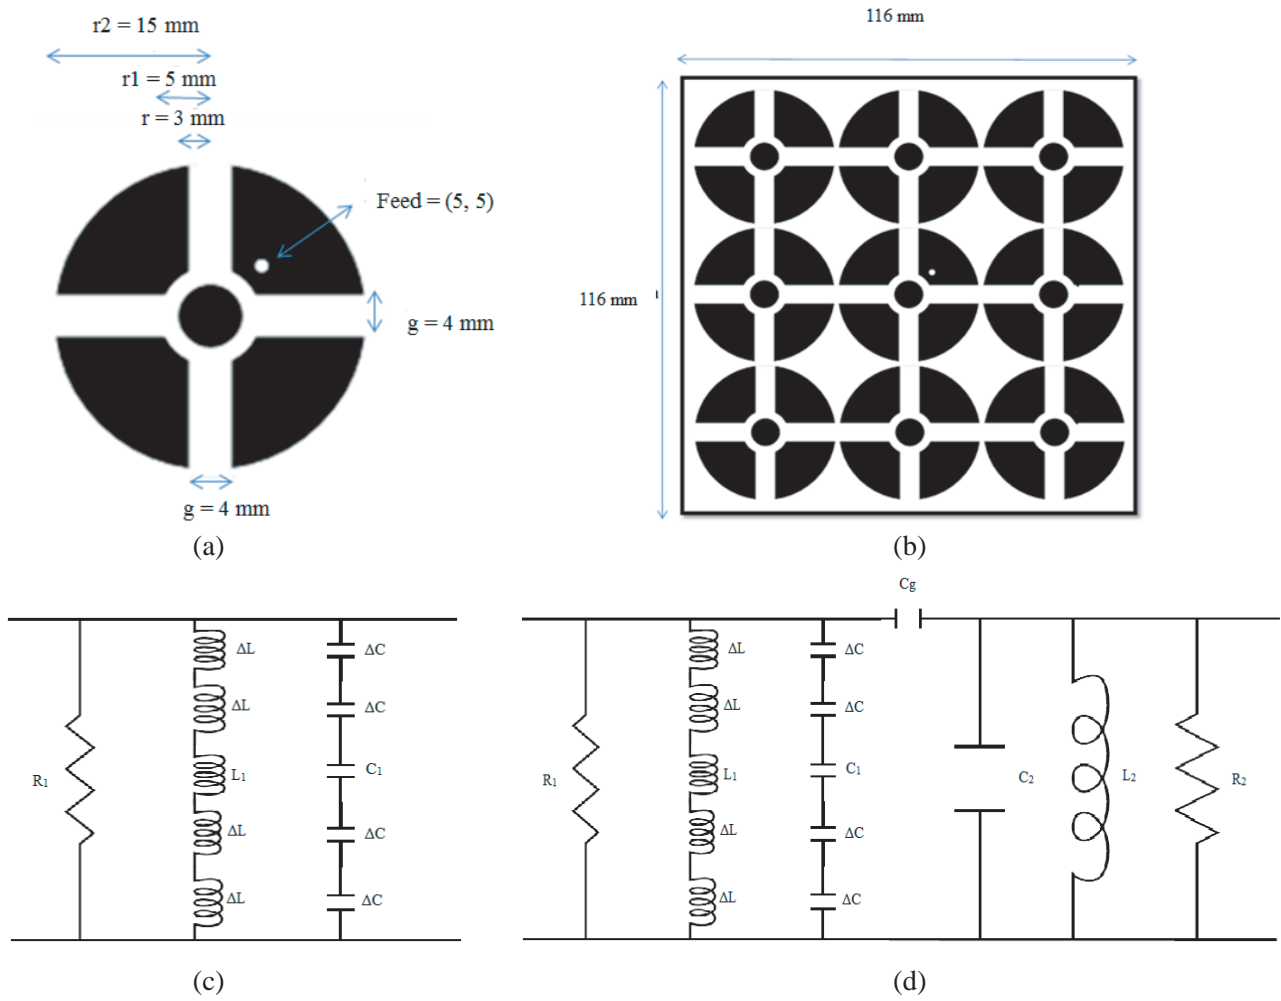 r2 = 15 mm
r1 = 5 mm
r = 3 mm
Feed = (5, 5)
g = 4 mm
g = 4 mm
(a)
116 mm
116 mm
(b)
R1
ΔL
ΔL
L1
ΔL
ΔL
ΔC
ΔC
C1
ΔC
ΔC
(c)
Cg
R1
ΔL
ΔL
L1
ΔL
ΔL
ΔC
ΔC
C1
ΔC
ΔC
C2
L2
R2
(d)